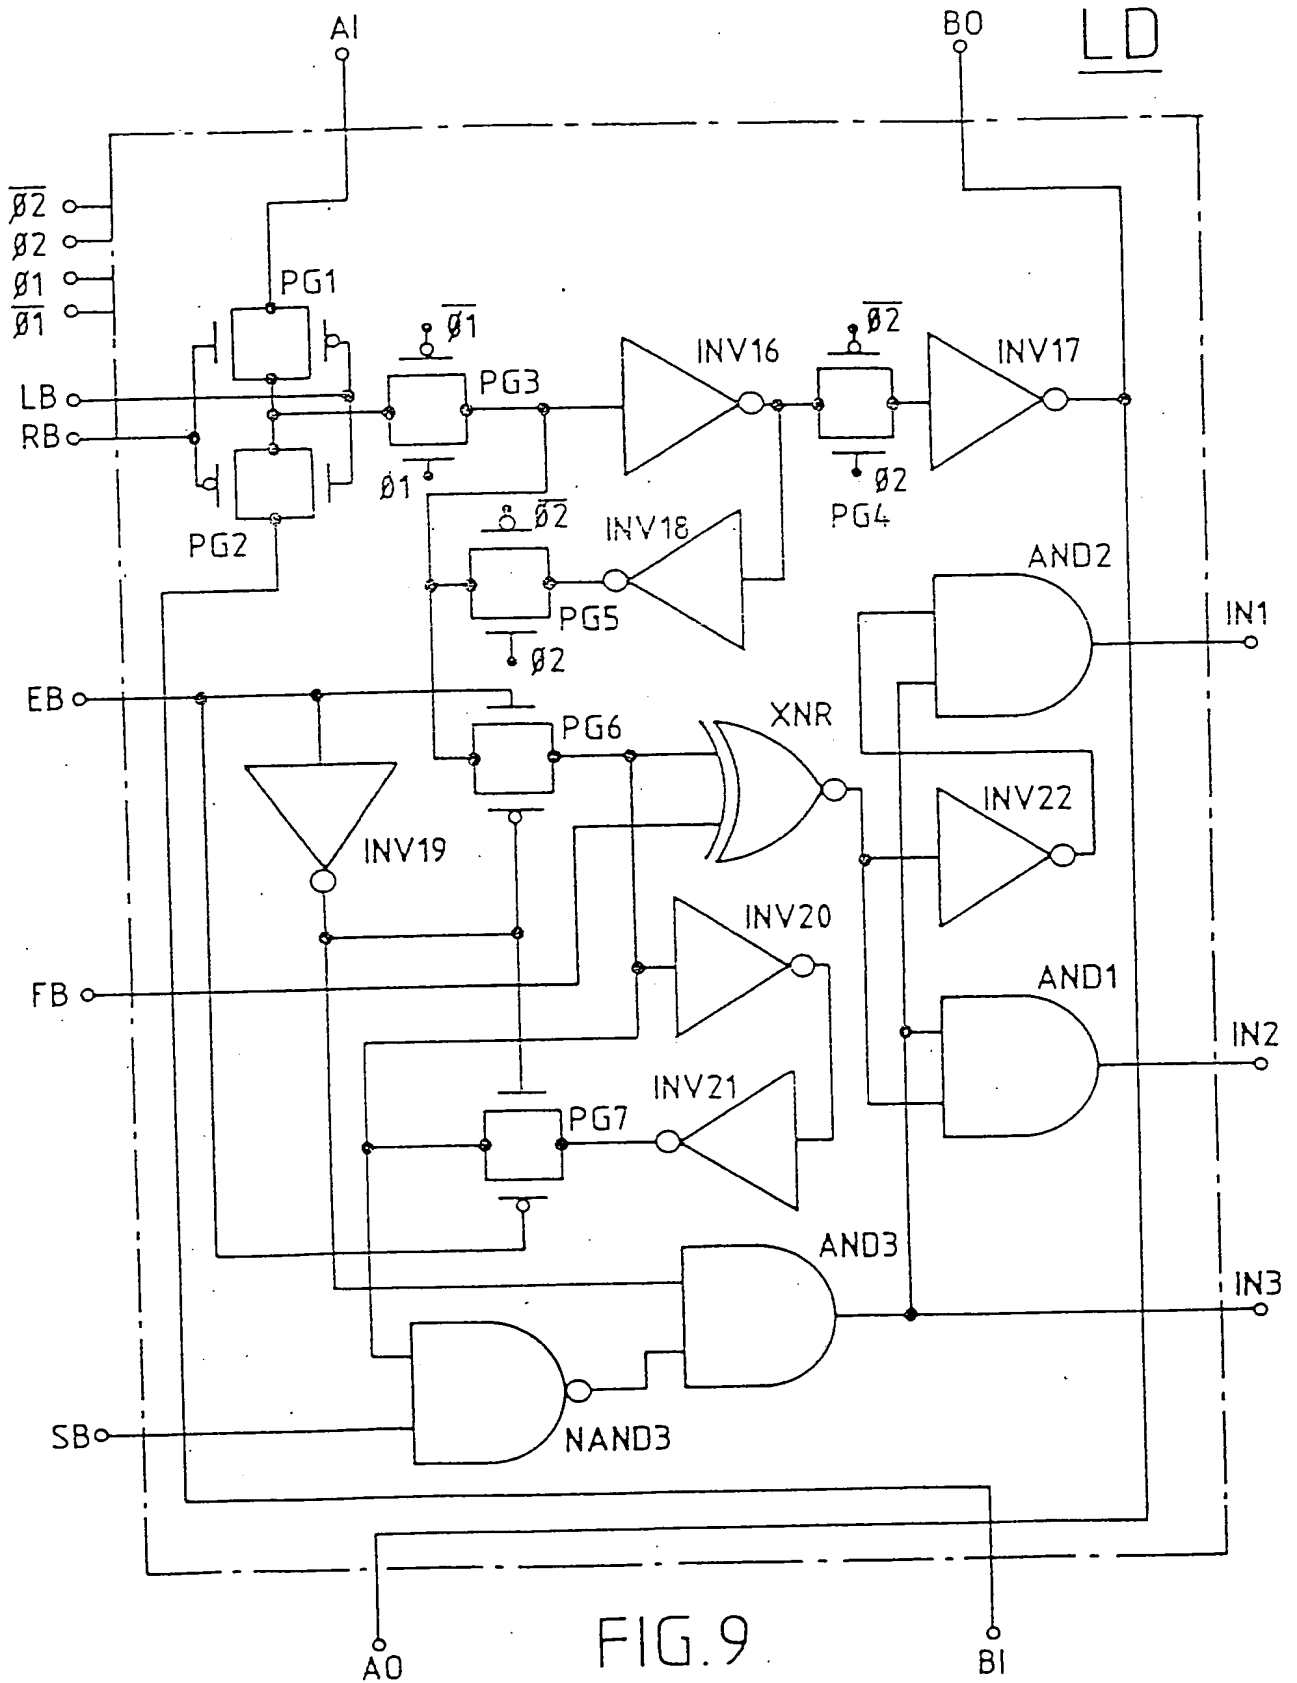 AI
BO
LD
ø2̅
ø2
ø1
ø1̅
PG1
ø1̅
ø2̅
INV16
INV17
PG3
LB
RB
ø1
ø2
PG4
PG2
ø2̅
INV18
AND2
PG5
IN1
ø2
EB
PG6
XNR
INV22
INV19
INV20
FB
AND1
IN2
INV21
PG7
AND3
IN3
SB
NAND3
FIG.9
AO
BI